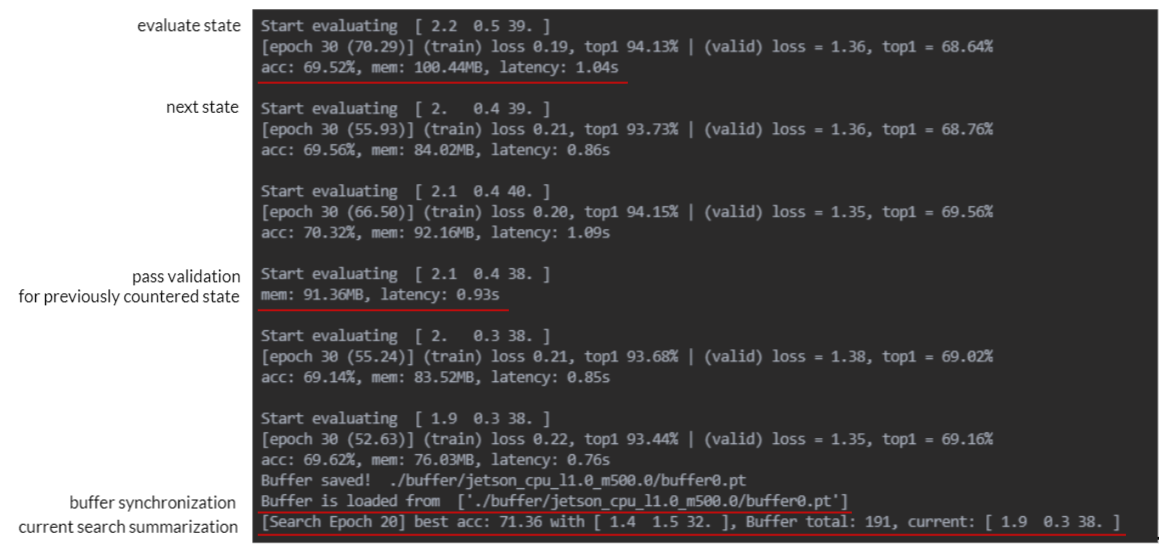 evaluate state
Start evaluating [ 2.2 0.5 39. ]
[epoch 30 (70.29)] (train) loss 0.19, top1 94.13% | (valid) loss = 1.36, top1 = 68.64%
acc: 69.52%, mem: 100.44MB, latency: 1.04s
next state
Start evaluating [ 2. 0.4 39. ]
[epoch 30 (55.93)] (train) loss 0.21, top1 93.73% | (valid) loss = 1.36, top1 = 68.76%
acc: 69.56%, mem: 84.02MB, latency: 0.86s
Start evaluating [ 2.1 0.4 40. ]
[epoch 30 (66.50)] (train) loss 0.20, top1 94.15% | (valid) loss = 1.35, top1 = 69.56%
acc: 70.32%, mem: 92.16MB, latency: 1.09s
pass validation
for previously countered state
Start evaluating [ 2.1 0.4 38. ]
mem: 91.36MB, latency: 0.93s
Start evaluating [ 2. 0.3 38. ]
[epoch 30 (55.24)] (train) loss 0.21, top1 93.68% | (valid) loss = 1.38, top1 = 69.02%
acc: 69.14%, mem: 83.52MB, latency: 0.85s
Start evaluating [ 1.9 0.3 38. ]
[epoch 30 (52.63)] (train) loss 0.22, top1 93.44% | (valid) loss = 1.35, top1 = 69.16%
acc: 69.62%, mem: 76.03MB, latency: 0.76s
Buffer saved! ./buffer/jetson_cpu_l1.0_m500.0/buffer0.pt
buffer synchronization
Buffer is loaded from ['./buffer/jetson_cpu_l1.0_m500.0/buffer0.pt']
current search summarization
[Search Epoch 20] best acc: 71.36 with [ 1.4 1.5 32. ], Buffer total: 191, current: [ 1.9 0.3 38. ]